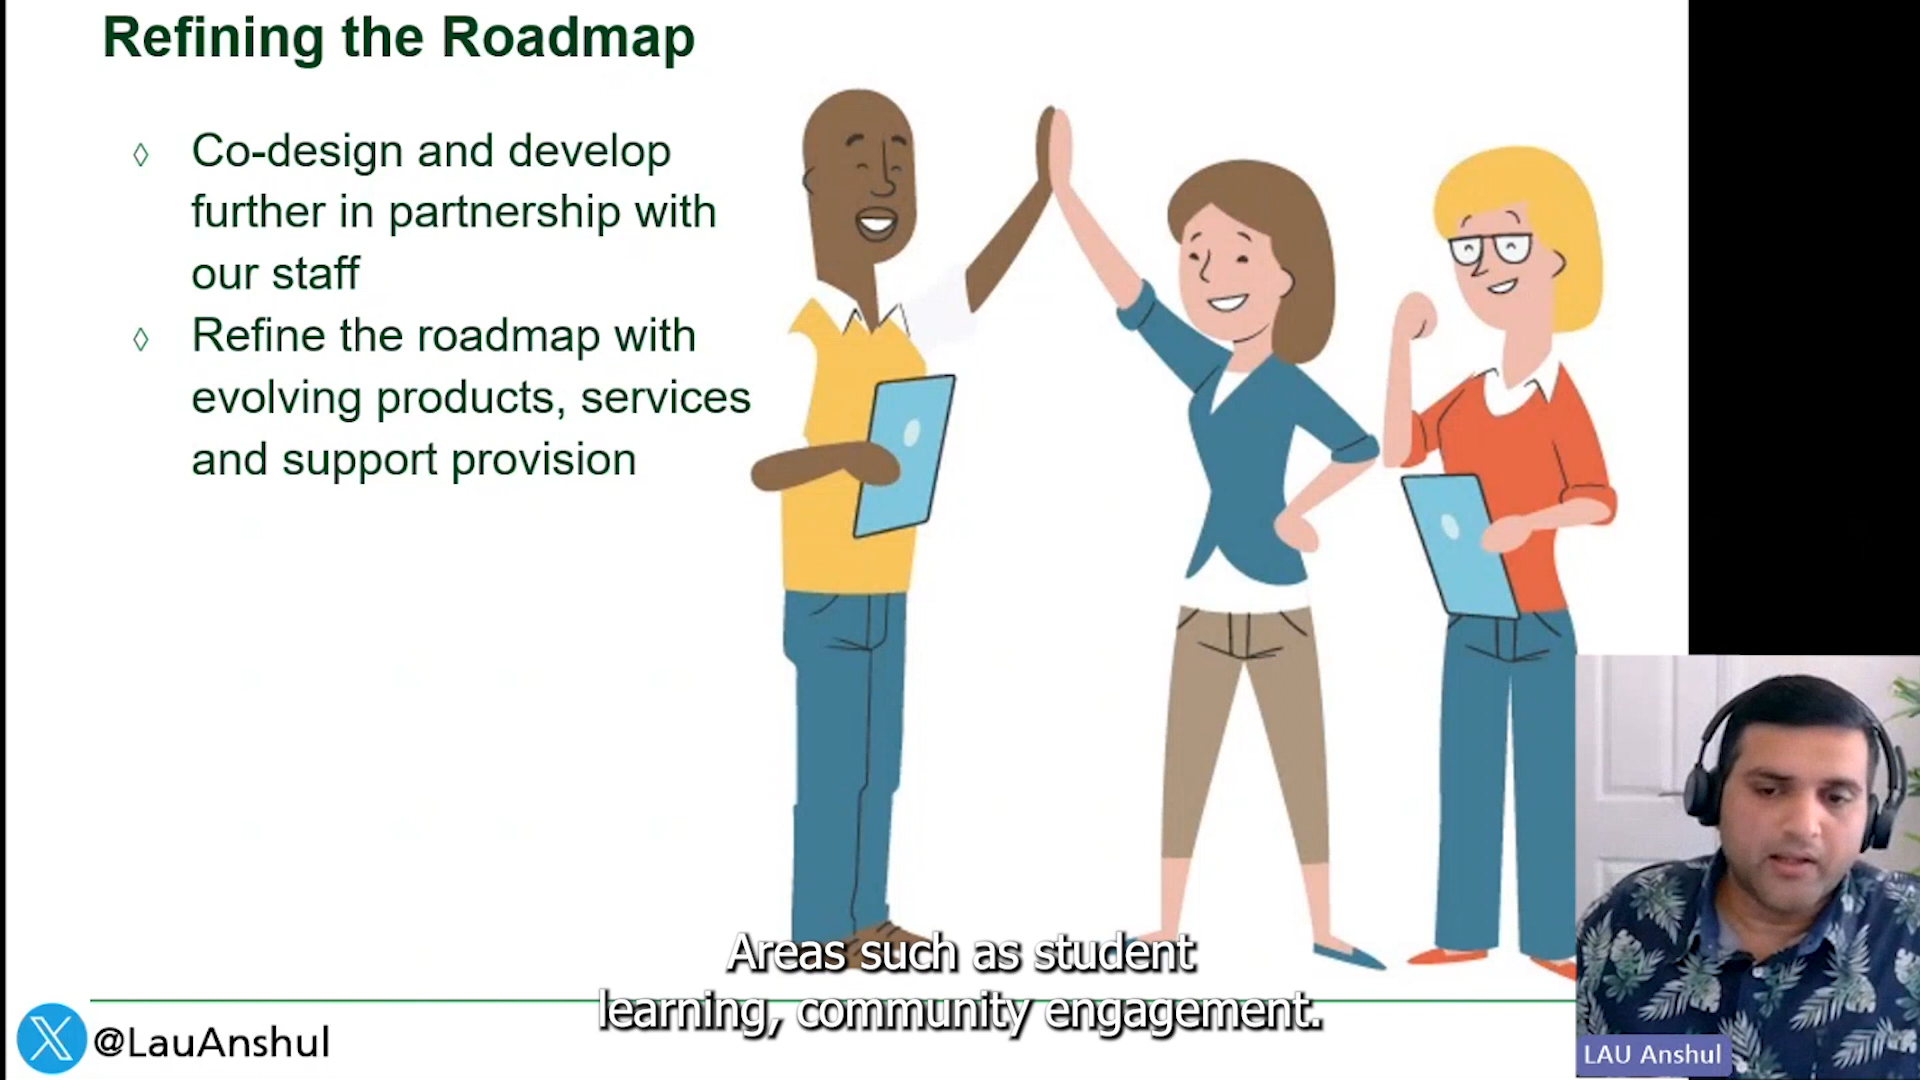 Refining the Roadmap
◊ Co-design and develop
further in partnership with
our staff
◊ Refine the roadmap with
evolving products, services
and support provision
Areas such as student
learning, community engagement.
@LauAnshul
LAU Anshul